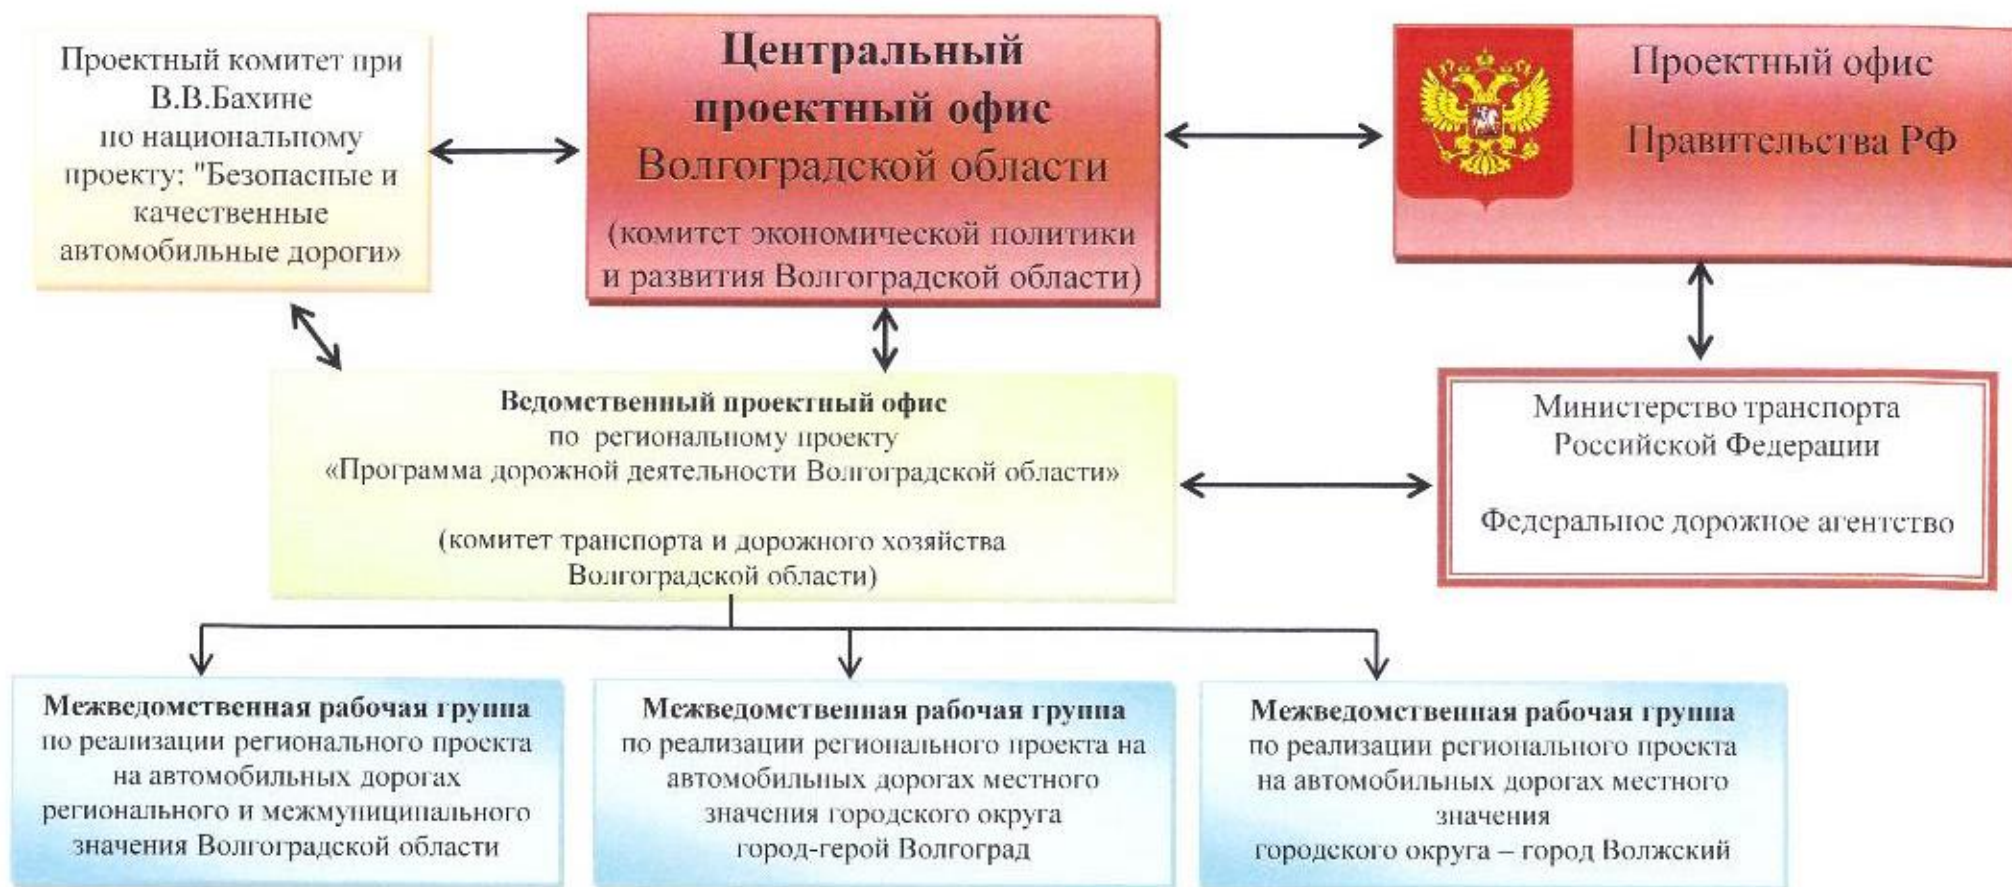 Проектный комитет при
В.В.Бахине
по национальному
проекту: "Безопасные и
качественные
автомобильные дороги»
Центральный
проектный офис
Волгоградской области
(комитет экономической политики
и развития Волгоградской области)
Проектный офис
Правительства РФ
Ведомственный проектный офис
по региональному проекту
«Программа дорожной деятельности Волгоградской области»
(комитет транспорта и дорожного хозяйства
Волгоградской области)
Министерство транспорта
Российской Федерации
Федеральное дорожное агентство
Межведомственная рабочая группа
по реализации регионального проекта
на автомобильных дорогах
регионального и межмуниципального
значения Волгоградской области
Межведомственная рабочая группа
по реализации регионального проекта на
автомобильных дорогах местного
значения городского округа
город-герой Волгоград
Межведомственная рабочая группа
по реализации регионального проекта
на автомобильных дорогах местного
значения
городского округа – город Волжский